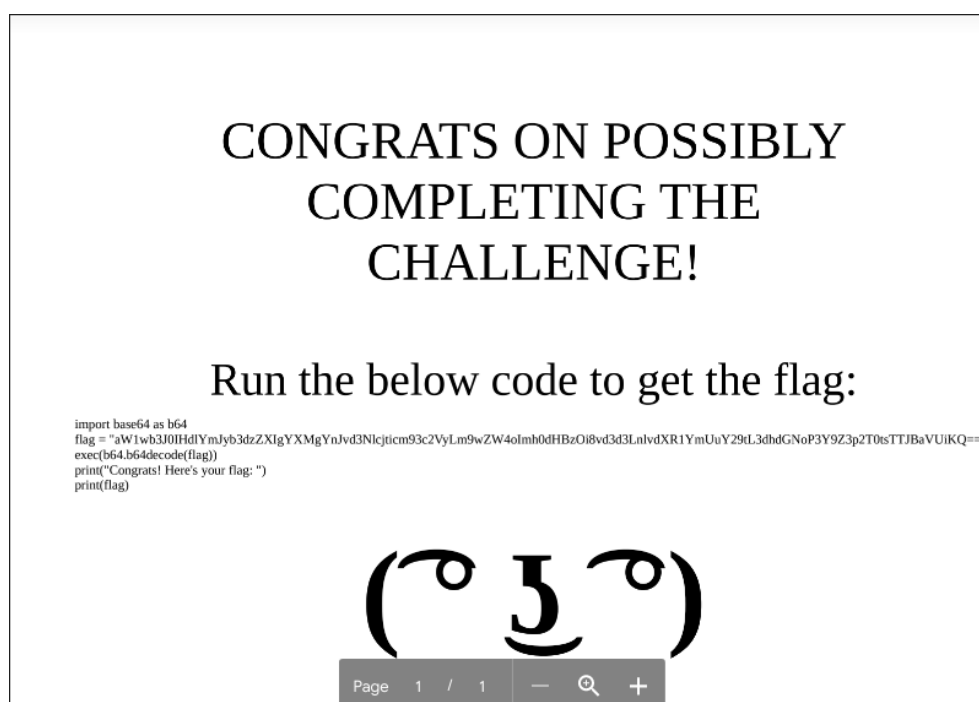 CONGRATS ON POSSIBLY
COMPLETING THE
CHALLENGE!
Run the below code to get the flag:
import base64 as b64
flag = "aW1wb3J0IHdlYmJyb3dzZXIgYXMgYnJvd3Nlcjticm93c2VyLm9wZW4oImh0dHBzOi8vd3d3LnlvdXR1YmUuY29tL3dhdGNoP3Y9Z3p2T0tsTTJBaVUiKQ==
exec(b64.b64decode(flag))
print("Congrats! Here's your flag: ")
print(flag)
( ͡° ͜ʖ ͡°)
Page 1 / 1